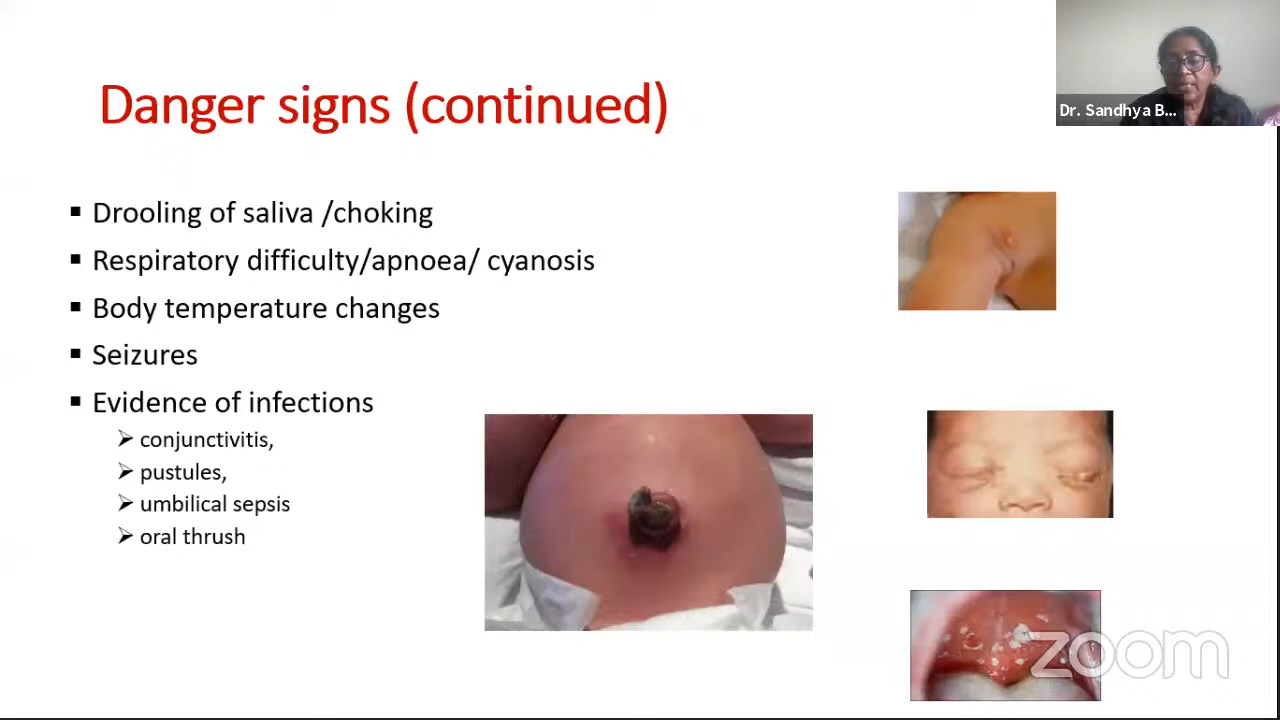 Dr. Sandhya B...
Danger signs (continued)
▪ Drooling of saliva /choking
▪ Respiratory difficulty/apnoea/ cyanosis
▪ Body temperature changes
▪ Seizures
▪ Evidence of infections
➢ conjunctivitis,
➢ pustules,
➢ umbilical sepsis
➢ oral thrush
zoom